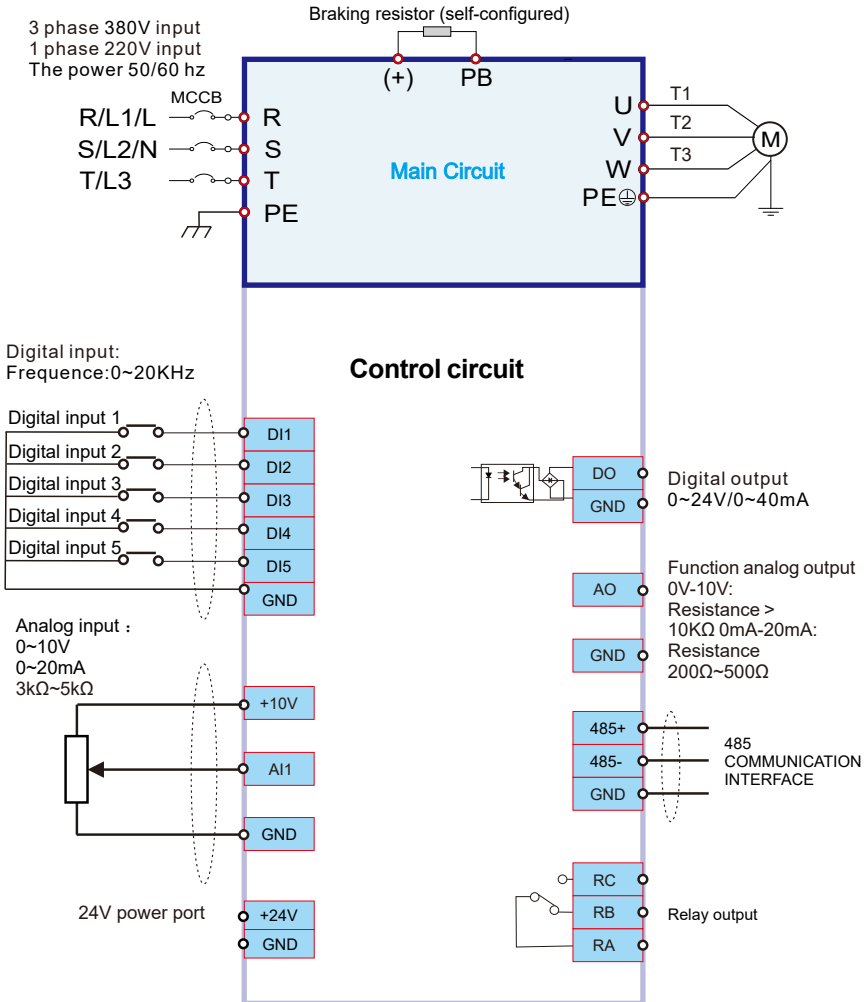 Braking resistor (self-configured)
3 phase 380V input
1 phase 220V input
The power 50/60 hz
(+)
PB
MCCB
R/L1/L
R
S/L2/N
S
T/L3
T
PE
Main Circuit
U
T1
V
T2
W
T3
PE
M
Control circuit
Digital input:
Frequence:0~20KHz
Digital input 1
DI1
Digital input 2
DI2
Digital input 3
DI3
Digital input 4
DI4
Digital input 5
DI5
GND
Analog input :
0~10V
0~20mA
3kΩ~5kΩ
+10V
AI1
GND
24V power port
+24V
GND
DO
GND
Digital output
0~24V/0~40mA
AO
GND
Function analog output
0V-10V:
Resistance >
10KΩ 0mA-20mA:
Resistance
200Ω~500Ω
485+
485-
GND
485
COMMUNICATION
INTERFACE
RC
RB
RA
Relay output